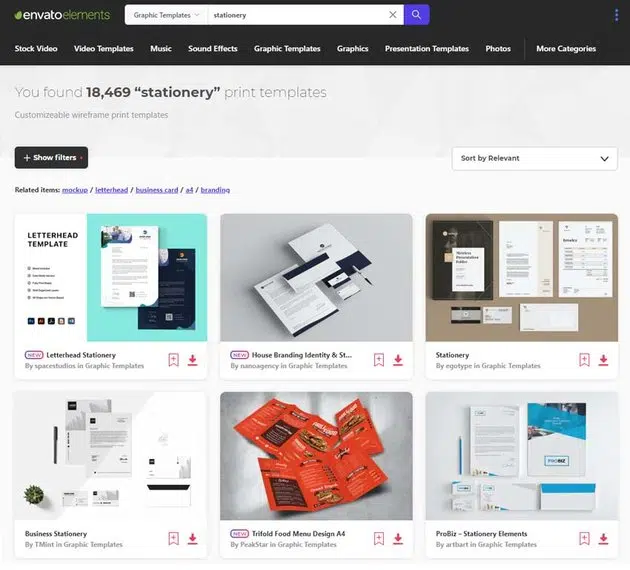 envatoelements
Graphic Templates
stationery
Stock Video
Video Templates
Music
Sound Effects
Graphic Templates
Graphics
Presentation Templates
Photos
More Categories
You found 18,469 “stationery” print templates
Customizeable wireframe print templates
+ Show filters
Sort by Relevant
Related items: mockup / letterhead / business card / a4 / branding
LETTERHEAD
TEMPLATE
Invoice
Presentation
Folder
NEW Letterhead Stationery
By spacestudios in Graphic Templates
NEW House Branding Identity & St...
By nanoagency in Graphic Templates
Stationery
By egotype in Graphic Templates
PROBIZ
Business Stationery
By TMint in Graphic Templates
NEW Trifold Food Menu Design A4
By PeakStar in Graphic Templates
ProBiz – Stationery Elements
By artbart in Graphic Templates